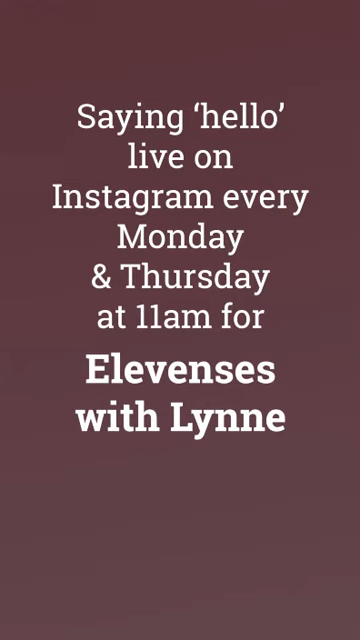 Saying ‘hello’
live on
Instagram every
Monday
& Thursday
at 11am for
Elevenses
with Lynne